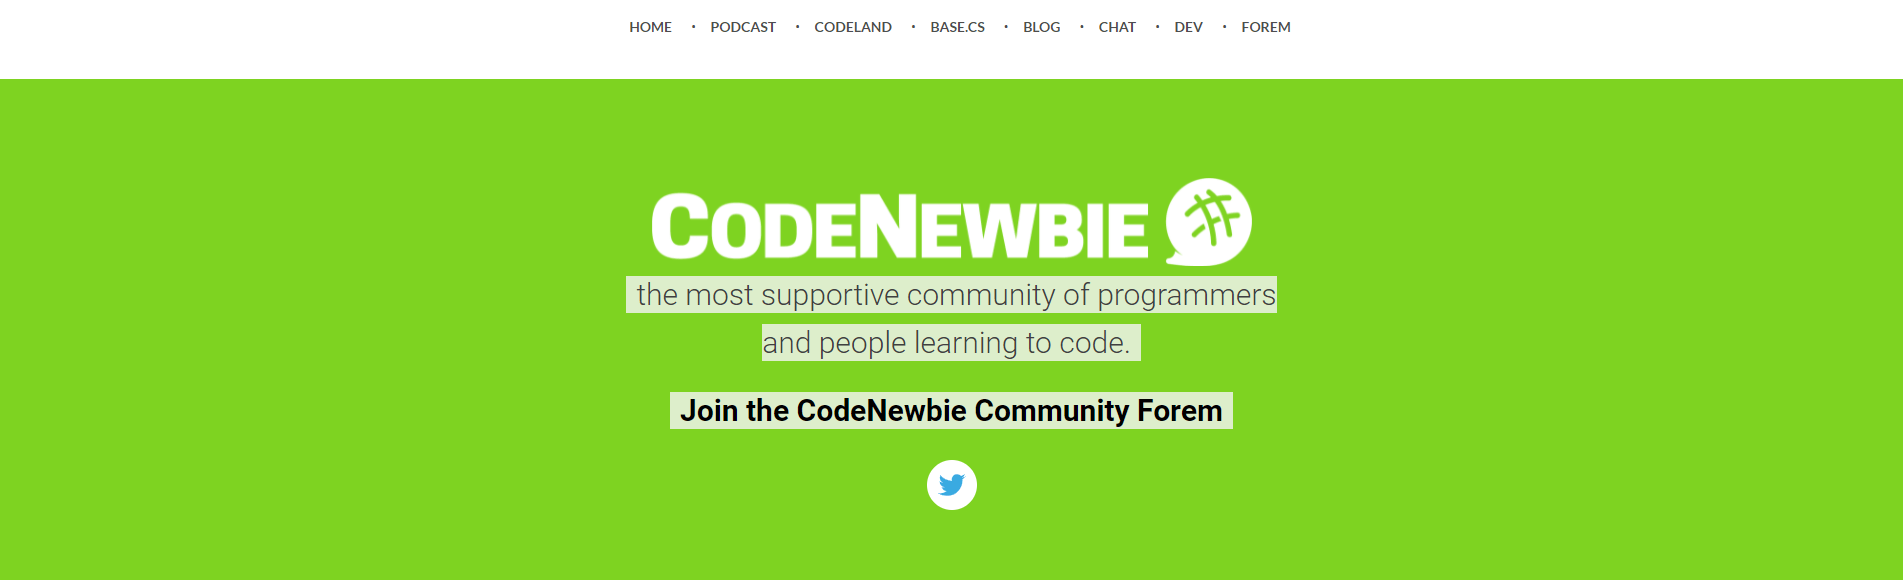 HOME · PODCAST · CODELAND · BASE.CS · BLOG · CHAT · DEV · FOREM
CODENEWBIE #
the most supportive community of programmers
and people learning to code.
Join the CodeNewbie Community Forem